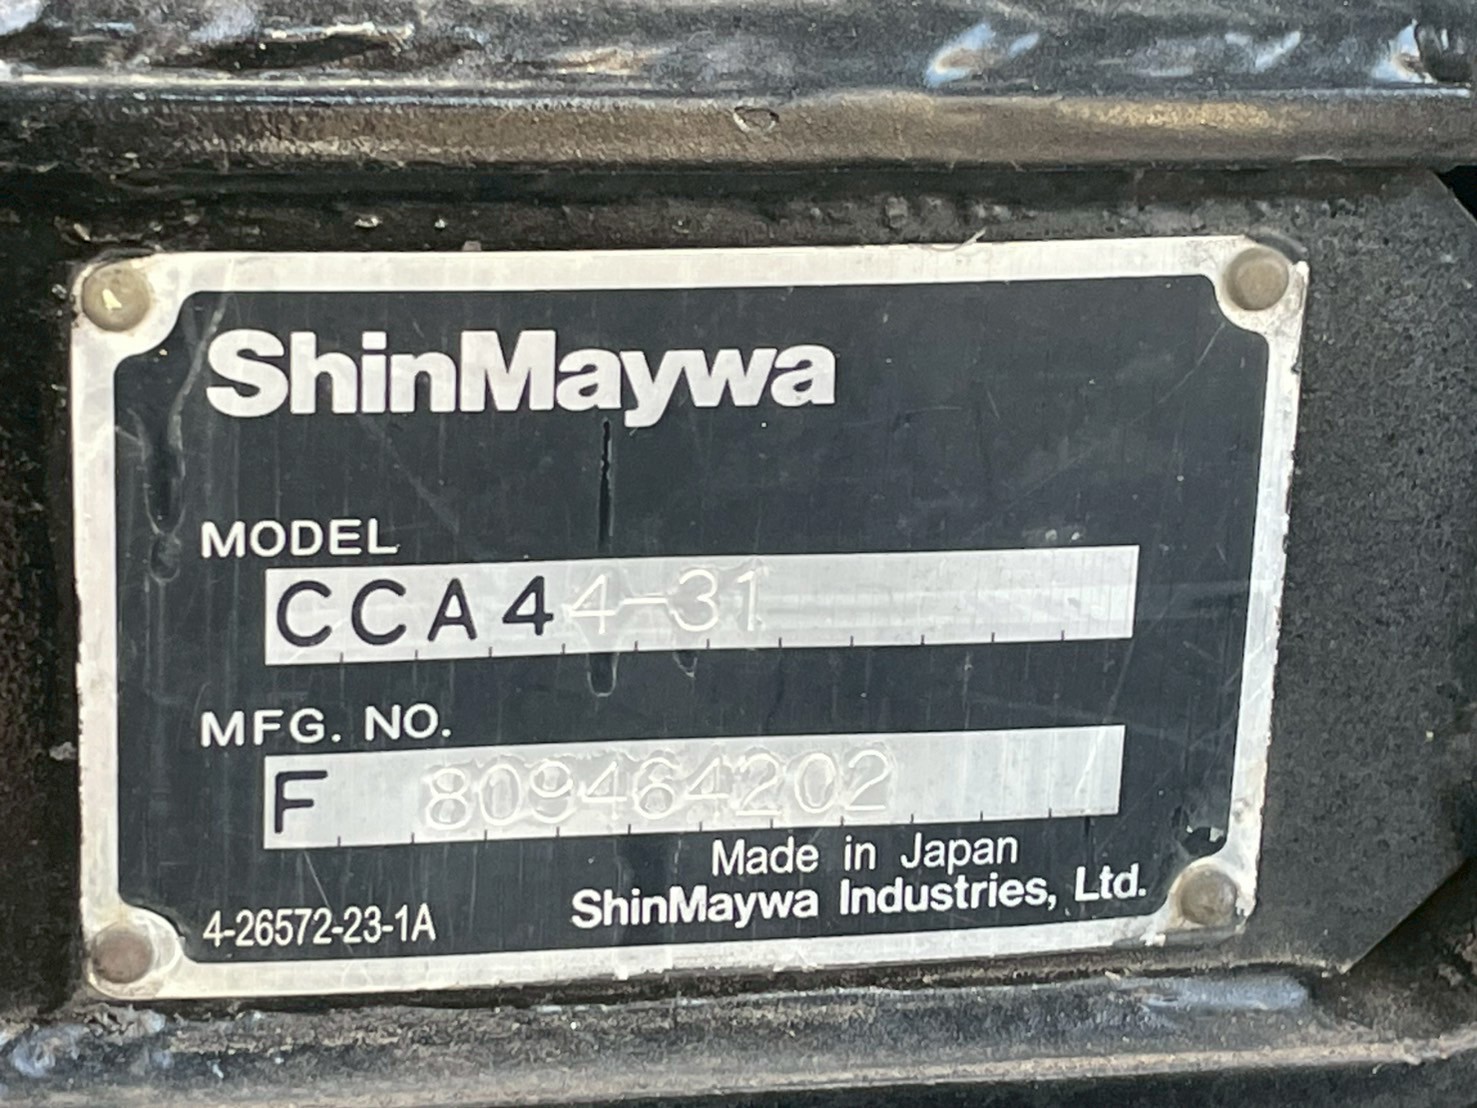 ShinMaywa
MODEL
CCA44-31
MFG. NO.
F 809464202
Made in Japan
ShinMaywa Industries, Ltd.
4-26572-23-1A